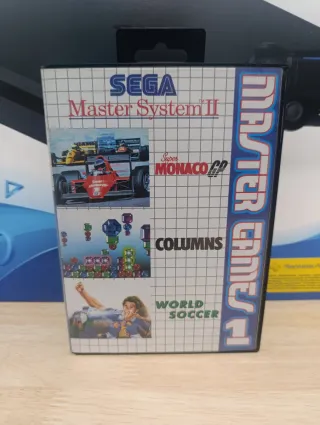 SEGA
Master System II
MASTER GAMES 1
Super
MONACO GP
COLUMNS
WORLD
SOCCER